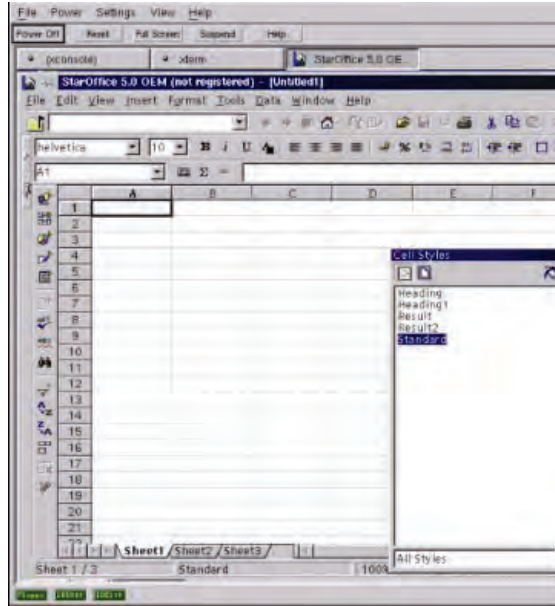 File Power Settings View Help
Power Off Reset Full Screen Suspend Help
(xconsole) xterm StarOffice 5.0 OE...
StarOffice 5.0 OEM (not registered) - [Untitled1]
File Edit View Insert Format Tools Data Window Help
helvetica 10 B i U A
A1 Σ =
A B C D E F
1
2
3
4
5
6
7
8
9
10
11
12
13
14
15
16
17
18
19
20
21
Cell Styles
Heading
Heading1
Result
Result2
Standard
All Styles
Sheet1 Sheet2 Sheet3
Sheet 1 / 3 Standard 100%